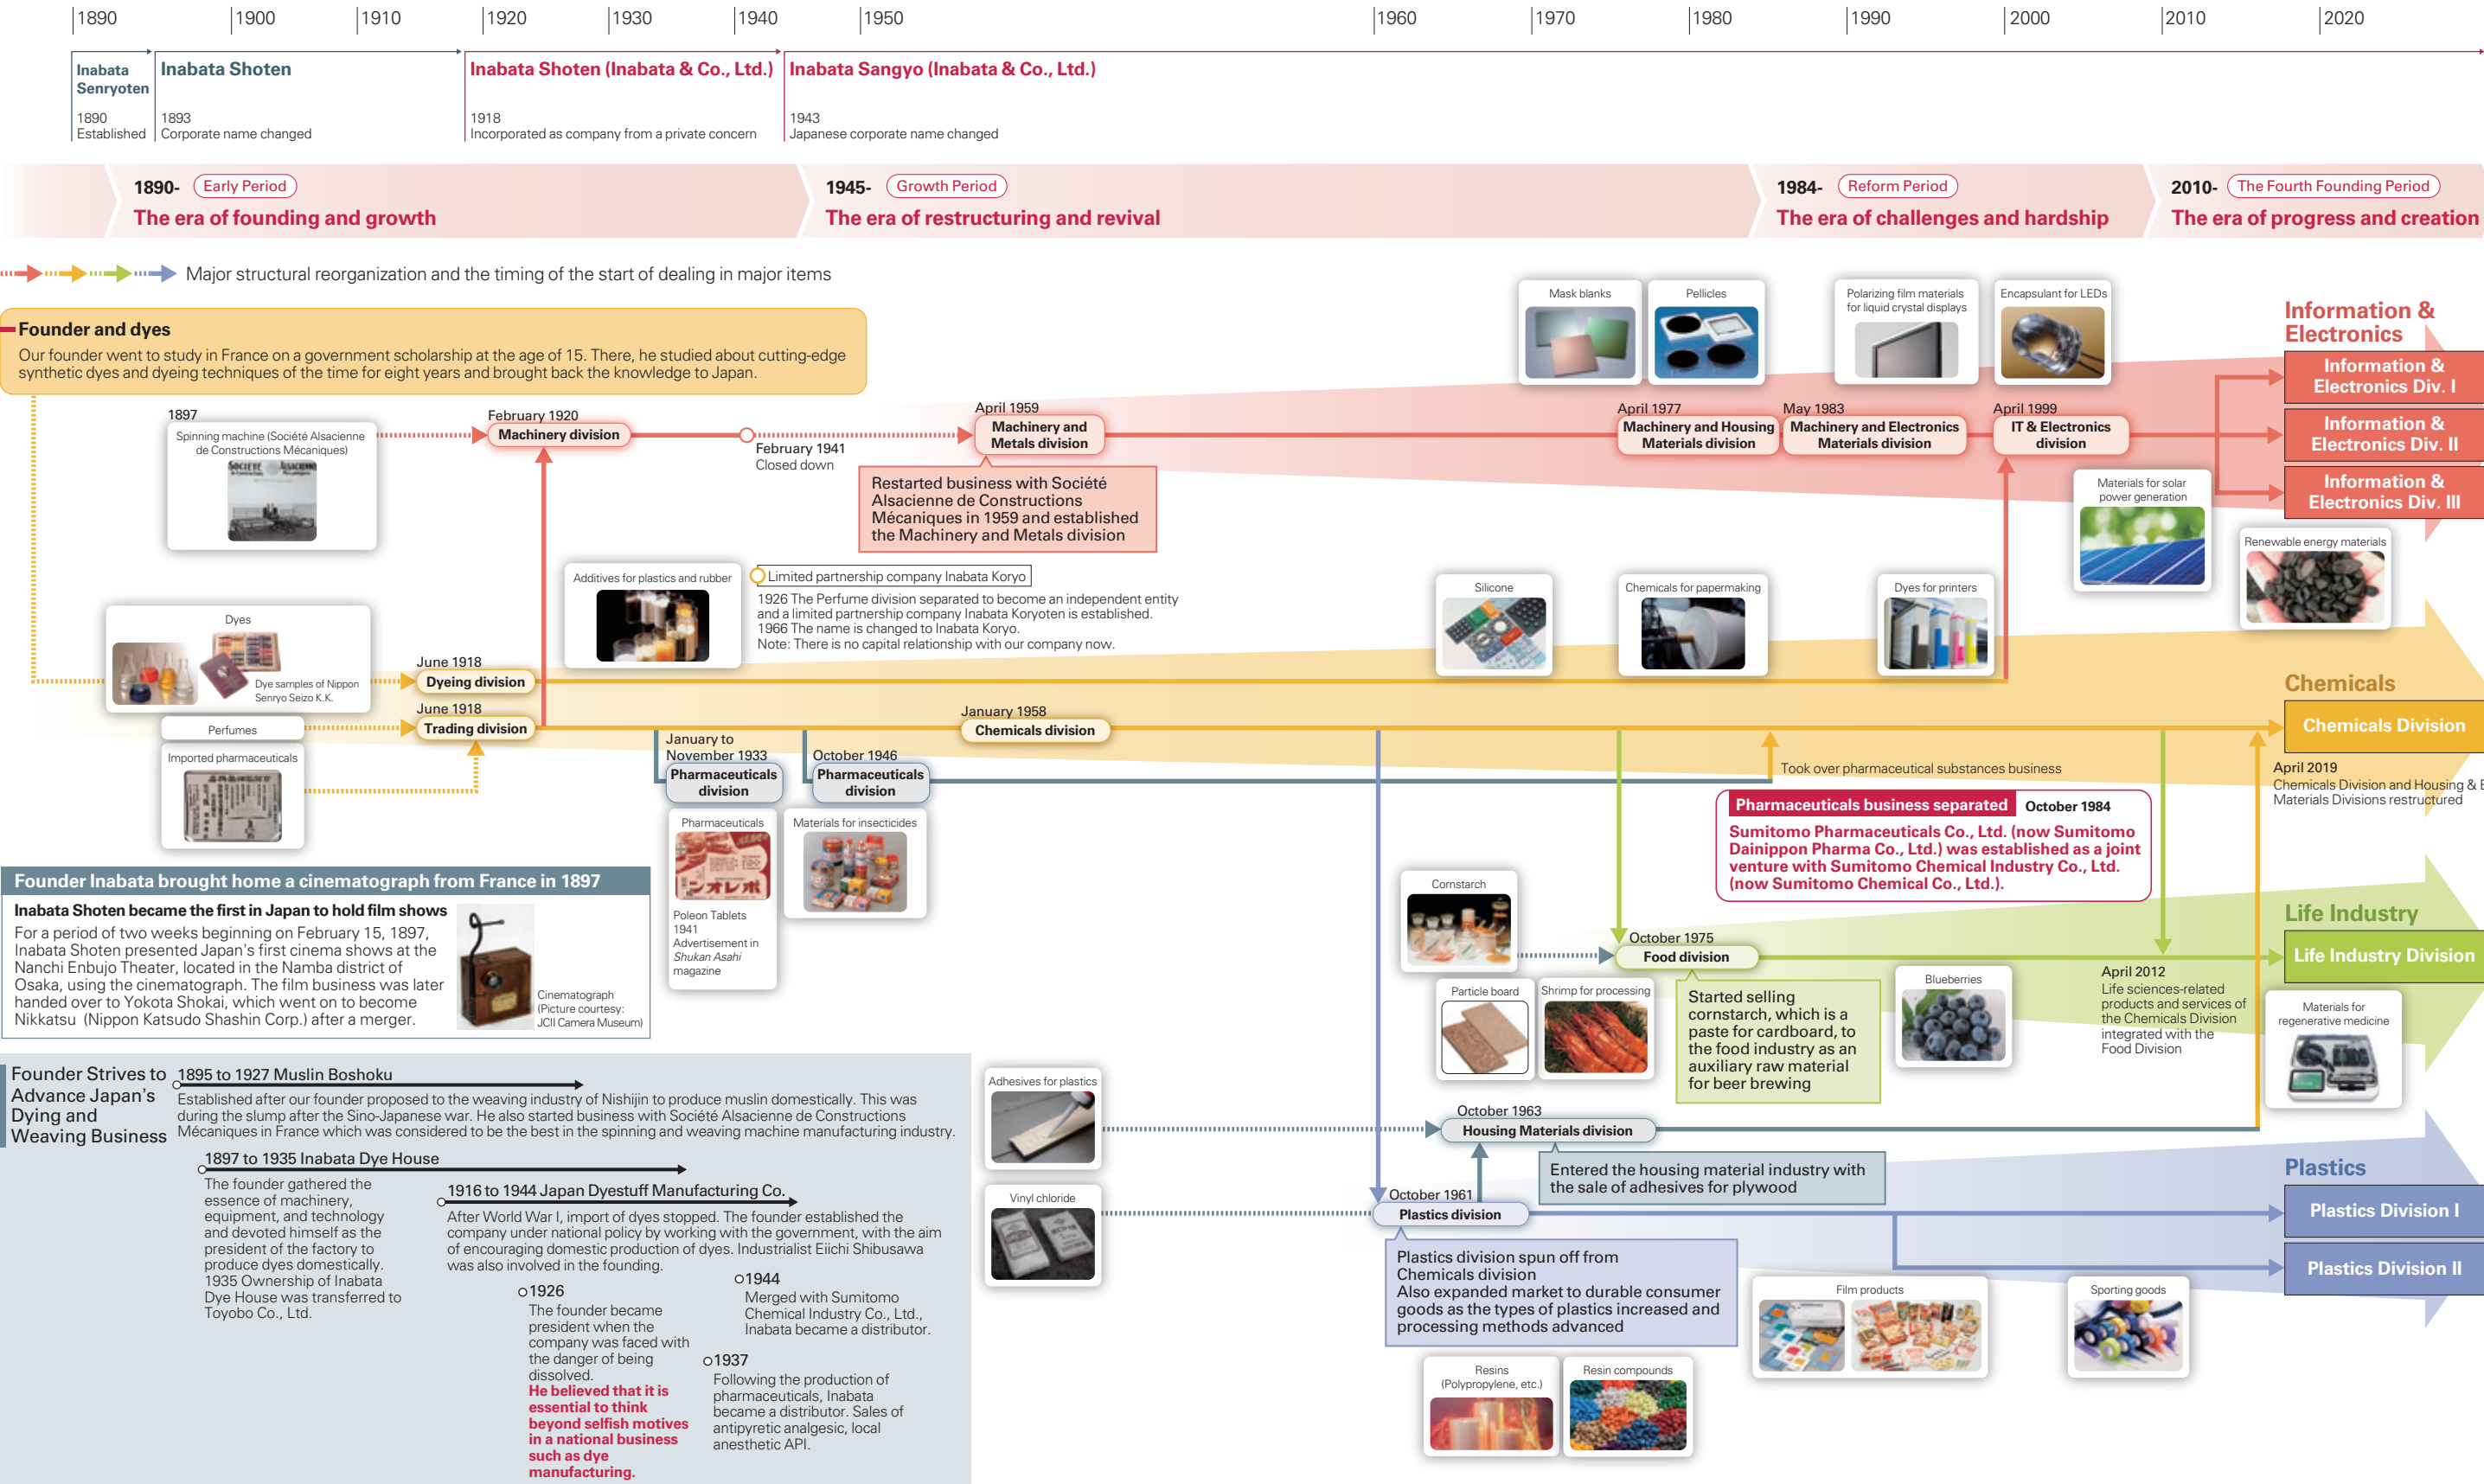 1890
1900
1910
1920
1930
1940
1950
1960
1970
1980
1990
2000
2010
2020
Inabata
Senryoten
1890
Established
Inabata Shoten
1893
Corporate name changed
Inabata Shoten (Inabata & Co., Ltd.)
1918
Incorporated as company from a private concern
Inabata Sangyo (Inabata & Co., Ltd.)
1943
Japanese corporate name changed
1890- Early Period
The era of founding and growth
1945- Growth Period
The era of restructuring and revival
1984- Reform Period
The era of challenges and hardship
2010- The Fourth Founding Period
The era of progress and creation
Major structural reorganization and the timing of the start of dealing in major items
Founder and dyes
Our founder went to study in France on a government scholarship at the age of 15. There, he studied about cutting-edge
synthetic dyes and dyeing techniques of the time for eight years and brought back the knowledge to Japan.
Mask blanks
Pellicles
Polarizing film materials
for liquid crystal displays
Encapsulant for LEDs
Information &
Electronics
Information &
Electronics Div. I
Information &
Electronics Div. II
Information &
Electronics Div. III
1897
Spinning machine (Société Alsacienne
de Constructions Mécaniques)
February 1920
Machinery division
February 1941
Closed down
April 1959
Machinery and
Metals division
Restarted business with Société
Alsacienne de Constructions
Mécaniques in 1959 and established
the Machinery and Metals division
April 1977
Machinery and Housing
Materials division
May 1983
Machinery and Electronics
Materials division
April 1999
IT & Electronics
division
Materials for solar
power generation
Renewable energy materials
Additives for plastics and rubber
Limited partnership company Inabata Koryo
1926 The Perfume division separated to become an independent entity
and a limited partnership company Inabata Koryoten is established.
1966 The name is changed to Inabata Koryo.
Note: There is no capital relationship with our company now.
Silicone
Chemicals for papermaking
Dyes for printers
Dyes
Dye samples of Nippon
Senryo Seizo K.K.
June 1918
Dyeing division
Perfumes
June 1918
Trading division
Imported pharmaceuticals
January 1958
Chemicals division
Chemicals
Chemicals Division
January to
November 1933
Pharmaceuticals
division
October 1946
Pharmaceuticals
division
Took over pharmaceutical substances business
April 2019
Chemicals Division and Housing & E
Materials Divisions restructured
Pharmaceuticals business separated October 1984
Sumitomo Pharmaceuticals Co., Ltd. (now Sumitomo
Dainippon Pharma Co., Ltd.) was established as a joint
venture with Sumitomo Chemical Industry Co., Ltd.
(now Sumitomo Chemical Co., Ltd.).
Pharmaceuticals
Poleon Tablets
1941
Advertisement in
Shukan Asahi
magazine
Materials for insecticides
Founder Inabata brought home a cinematograph from France in 1897
Inabata Shoten became the first in Japan to hold film shows
For a period of two weeks beginning on February 15, 1897,
Inabata Shoten presented Japan's first cinema shows at the
Nanchi Enbujo Theater, located in the Namba district of
Osaka, using the cinematograph. The film business was later
handed over to Yokota Shokai, which went on to become
Nikkatsu (Nippon Katsudo Shashin Corp.) after a merger.
Cinematograph
(Picture courtesy:
JCII Camera Museum)
Cornstarch
October 1975
Food division
Life Industry
Life Industry Division
Particle board
Shrimp for processing
Started selling
cornstarch, which is a
paste for cardboard, to
the food industry as an
auxiliary raw material
for beer brewing
Blueberries
April 2012
Life sciences-related
products and services of
the Chemicals Division
integrated with the
Food Division
Materials for
regenerative medicine
Founder Strives to
Advance Japan's
Dying and
Weaving Business
1895 to 1927 Muslin Boshoku
Established after our founder proposed to the weaving industry of Nishijin to produce muslin domestically. This was
during the slump after the Sino-Japanese war. He also started business with Société Alsacienne de Constructions
Mécaniques in France which was considered to be the best in the spinning and weaving machine manufacturing industry.
1897 to 1935 Inabata Dye House
The founder gathered the
essence of machinery,
equipment, and technology
and devoted himself as the
president of the factory to
produce dyes domestically.
1935 Ownership of Inabata
Dye House was transferred to
Toyobo Co., Ltd.
1916 to 1944 Japan Dyestuff Manufacturing Co.
After World War I, import of dyes stopped. The founder established the
company under national policy by working with the government, with the aim
of encouraging domestic production of dyes. Industrialist Eiichi Shibusawa
was also involved in the founding.
1926
The founder became
president when the
company was faced with
the danger of being
dissolved.
He believed that it is
essential to think
beyond selfish motives
in a national business
such as dye
manufacturing.
1944
Merged with Sumitomo
Chemical Industry Co., Ltd.,
Inabata became a distributor.
1937
Following the production of
pharmaceuticals, Inabata
became a distributor. Sales of
antipyretic analgesic, local
anesthetic API.
Adhesives for plastics
Vinyl chloride
October 1963
Housing Materials division
Entered the housing material industry with
the sale of adhesives for plywood
October 1961
Plastics division
Plastics division spun off from
Chemicals division
Also expanded market to durable consumer
goods as the types of plastics increased and
processing methods advanced
Plastics
Plastics Division I
Plastics Division II
Film products
Sporting goods
Resins
(Polypropylene, etc.)
Resin compounds